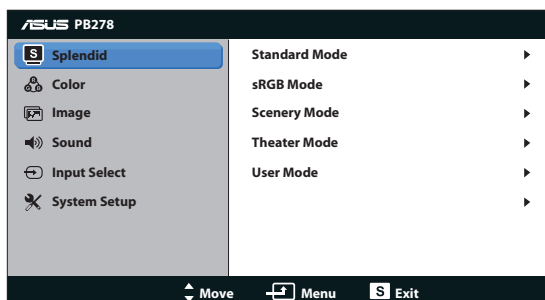 ASUS PB278
S Splendid
Color
Image
Sound
Input Select
System Setup
Standard Mode
sRGB Mode
Scenery Mode
Theater Mode
User Mode
Move Menu S Exit